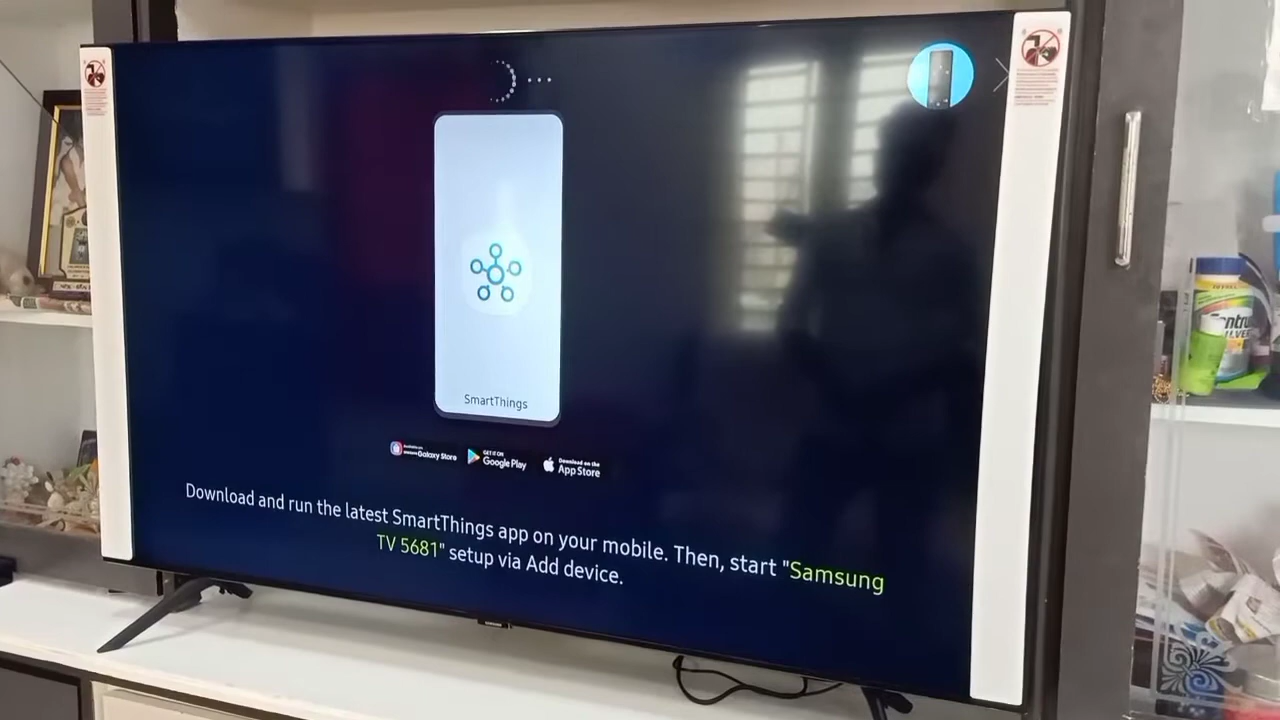 SmartThings
Galaxy Store
GET IT ON
Google Play
Download on the
App Store
Download and run the latest SmartThings app on your mobile. Then, start "Samsung
TV 5681" setup via Add device.
SAMSUNG